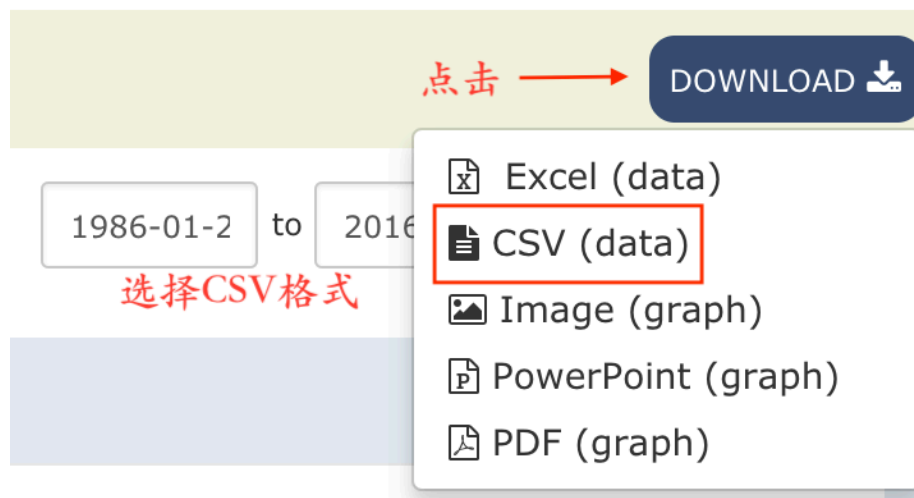 点击
DOWNLOAD
Excel (data)
1986-01-2 to 2016
CSV (data)
选择CSV格式
Image (graph)
PowerPoint (graph)
PDF (graph)